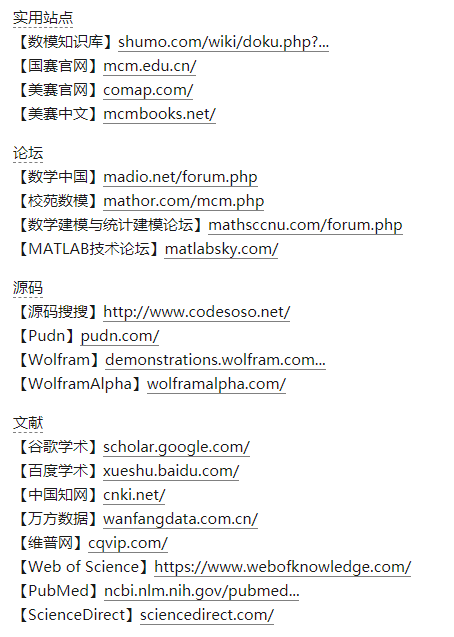 实用站点
【数模知识库】shumo.com/wiki/doku.php?...
【国赛官网】mcm.edu.cn/
【美赛官网】comap.com/
【美赛中文】mcmbooks.net/
论坛
【数学中国】madio.net/forum.php
【校苑数模】mathor.com/mcm.php
【数学建模与统计建模论坛】mathsccnu.com/forum.php
【MATLAB技术论坛】matlabsky.com/
源码
【源码搜搜】http://www.codesoso.net/
【Pudn】pudn.com/
【Wolfram】demonstrations.wolfram.com...
【WolframAlpha】wolframalpha.com/
文献
【谷歌学术】scholar.google.com/
【百度学术】xueshu.baidu.com/
【中国知网】cnki.net/
【万方数据】wanfangdata.com.cn/
【维普网】cqvip.com/
【Web of Science】https://www.webofknowledge.com/
【PubMed】ncbi.nlm.nih.gov/pubmed...
【ScienceDirect】sciencedirect.com/